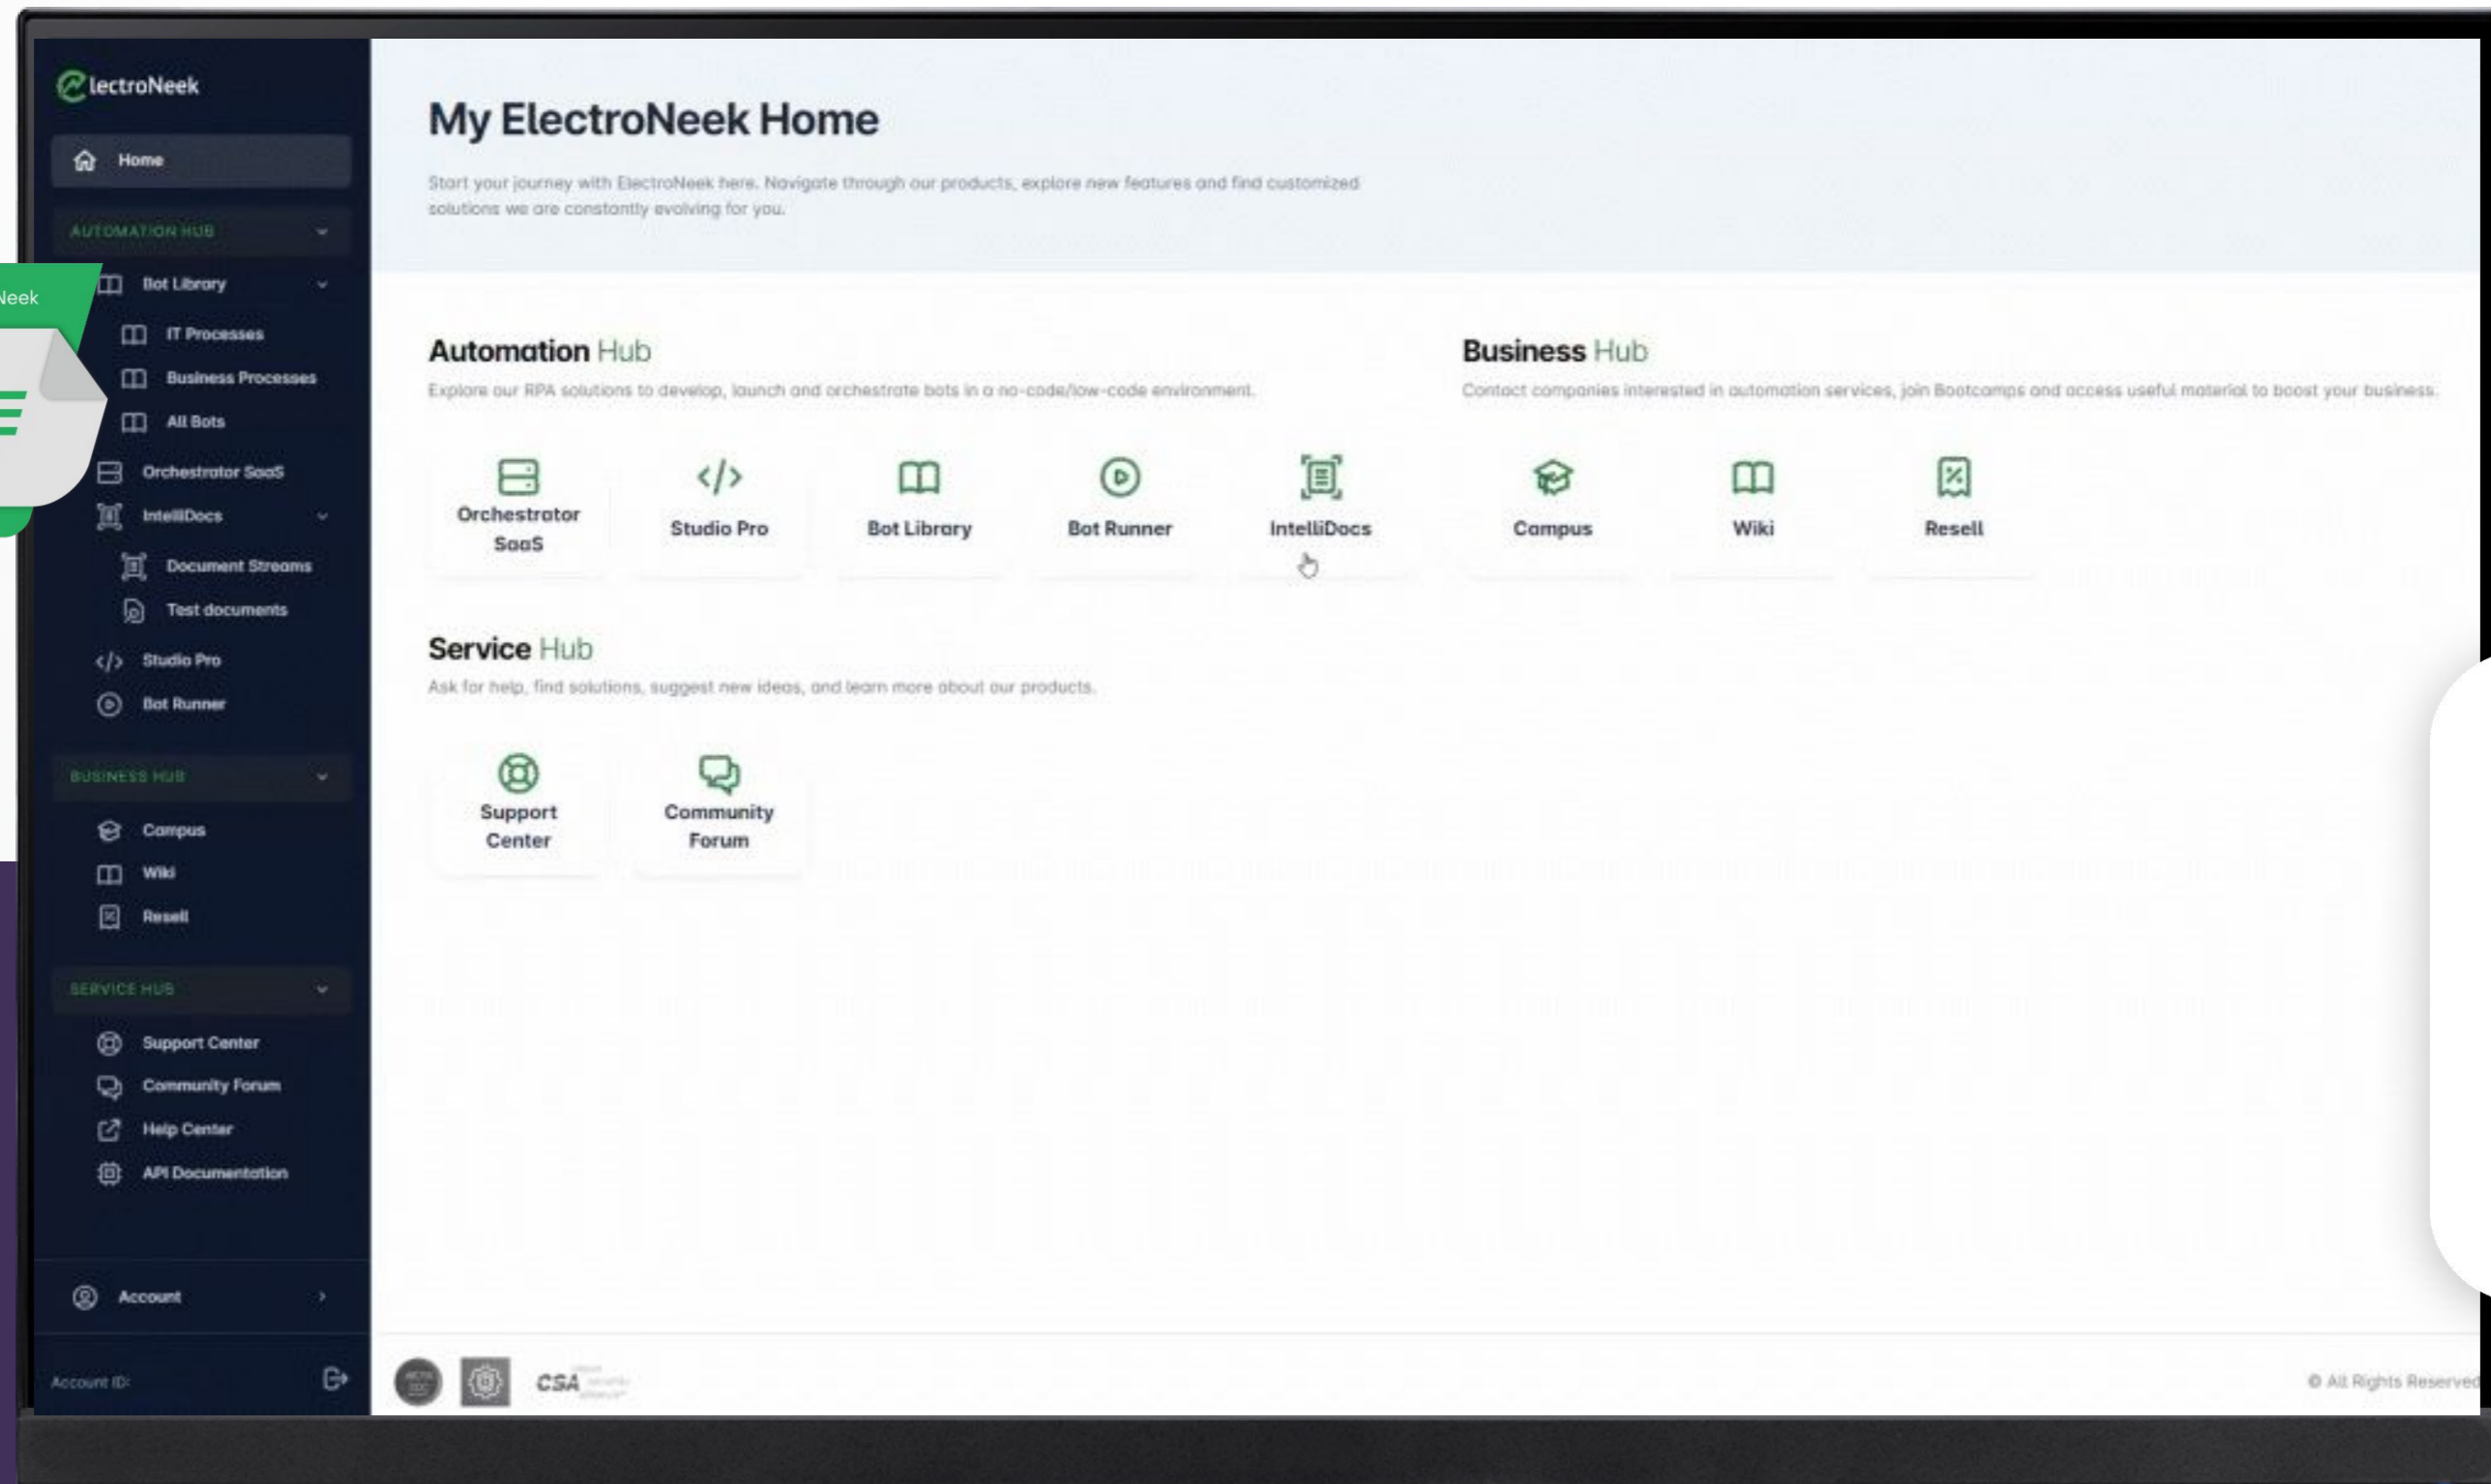 ElectroNeek
Home
AUTOMATION HUB
Neek
Bot Library
IT Processes
Business Processes
All Bots
Orchestrator SaaS
IntelliDocs
Document Streams
Test documents
Studio Pro
Bot Runner
BUSINESS HUB
Campus
Wiki
Resell
SERVICE HUB
Support Center
Community Forum
Help Center
API Documentation
Account
Account ID:
My ElectroNeek Home
Start your journey with ElectroNeek here. Navigate through our products, explore new features and find customized
solutions we are constantly evolving for you.
Automation Hub
Explore our RPA solutions to develop, launch and orchestrate bots in a no-code/low-code environment.
Orchestrator
SaaS
Studio Pro
Bot Library
Bot Runner
IntelliDocs
Business Hub
Contact companies interested in automation services, join Bootcamps and access useful material to boost your business.
Campus
Wiki
Resell
Service Hub
Ask for help, find solutions, suggest new ideas, and learn more about our products.
Support
Center
Community
Forum
CSA
© All Rights Reserved